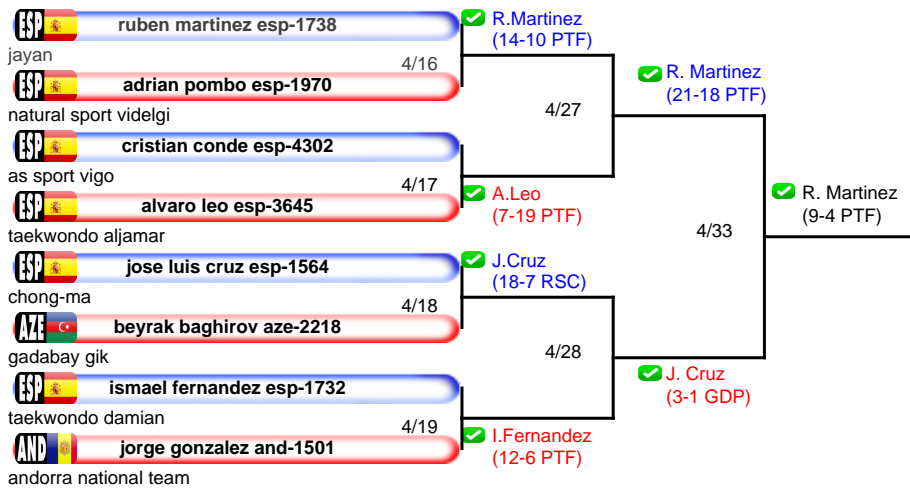 ESP ruben martinez esp-1738
jayan
4/16
ESP adrian pombo esp-1970
natural sport videlgi
ESP cristian conde esp-4302
as sport vigo
4/17
ESP alvaro leo esp-3645
taekwondo aljamar
ESP jose luis cruz esp-1564
chong-ma
4/18
AZE beyrak baghirov aze-2218
gadabay gik
ESP ismael fernandez esp-1732
taekwondo damian
4/19
AND jorge gonzalez and-1501
andorra national team
R.Martinez
(14-10 PTF)
A.Leo
(7-19 PTF)
J.Cruz
(18-7 RSC)
I.Fernandez
(12-6 PTF)
4/27
4/28
R. Martinez
(21-18 PTF)
J. Cruz
(3-1 GDP)
4/33
R. Martinez
(9-4 PTF)